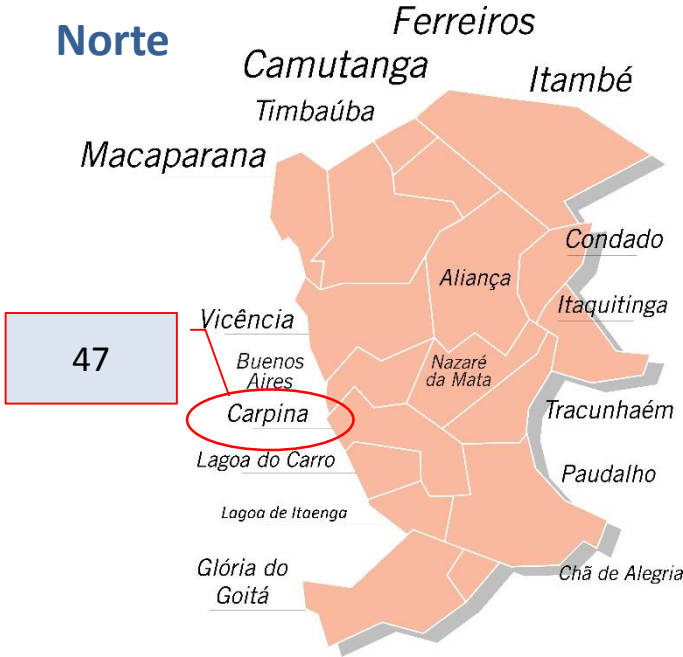 Norte
Ferreiros
Camutanga
Itambé
Timbaúba
Macaparana
Condado
Aliança
Itaquitinga
Vicência
47
Buenos
Aires
Nazaré
da Mata
Carpina
Tracunhaém
Lagoa do Carro
Paudalho
Lagoa de Itaenga
Glória do
Goitá
Chã de Alegria